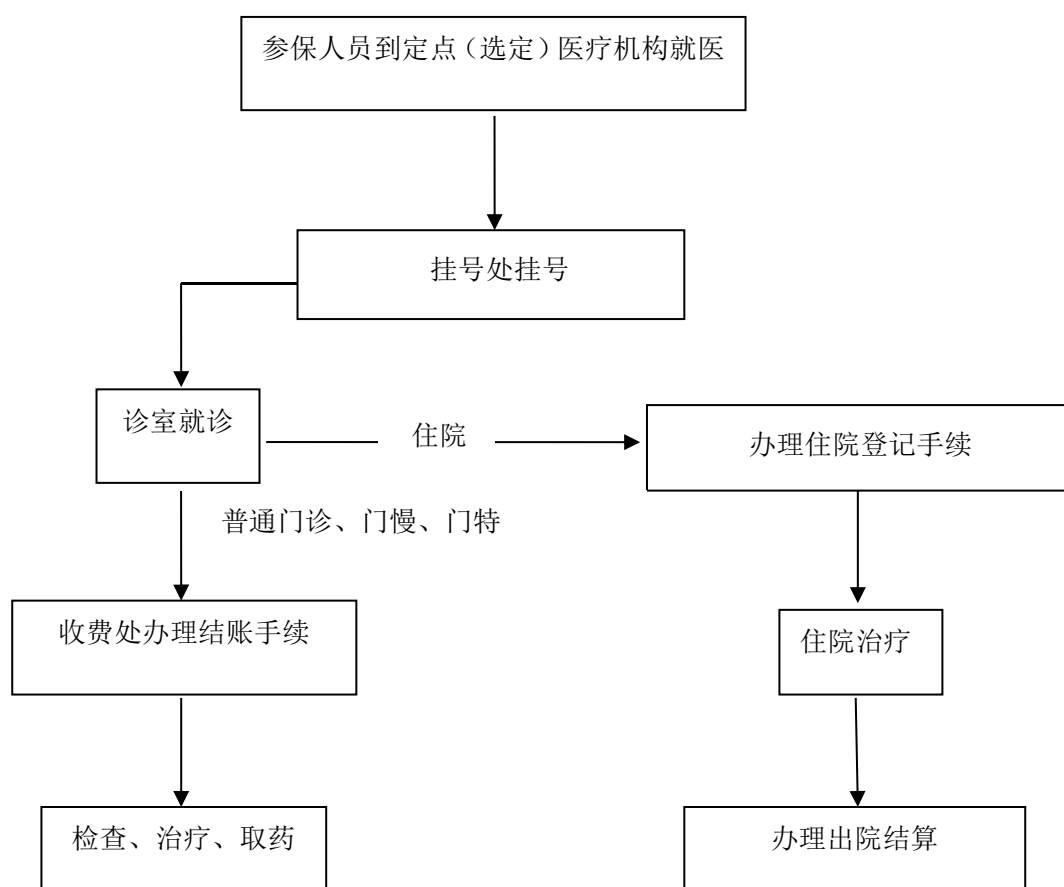 参保人员到定点（选定）医疗机构就医
挂号处挂号
诊室就诊
住院
办理住院登记手续
普通门诊、门慢、门特
收费处办理结账手续
住院治疗
检查、治疗、取药
办理出院结算